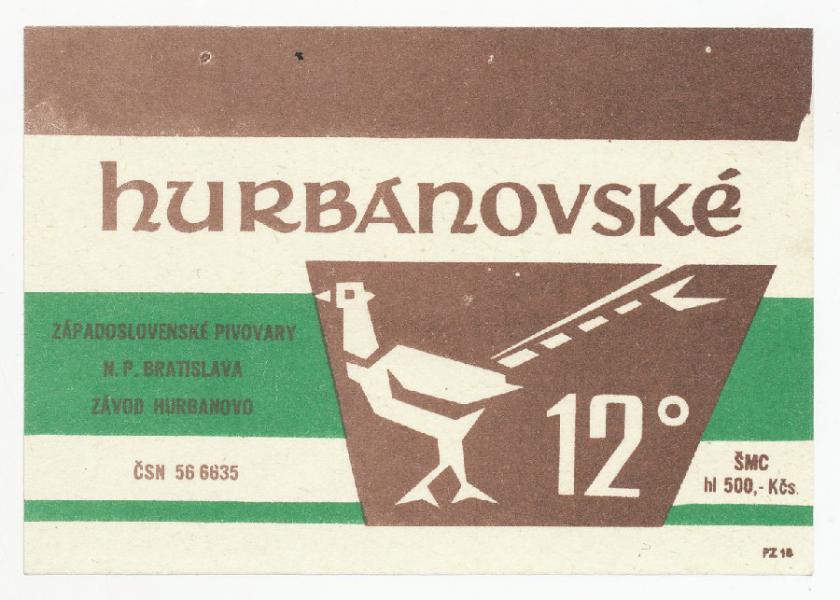 hurbanovské
ZÁPADOSLOVENSKÉ PIVOVARY
N. P. BRATISLAVA
ZÁVOD HURBANOVO
ČSN 56 6635
12°
ŠMC
hl 500,- Kčs.
PZ 18